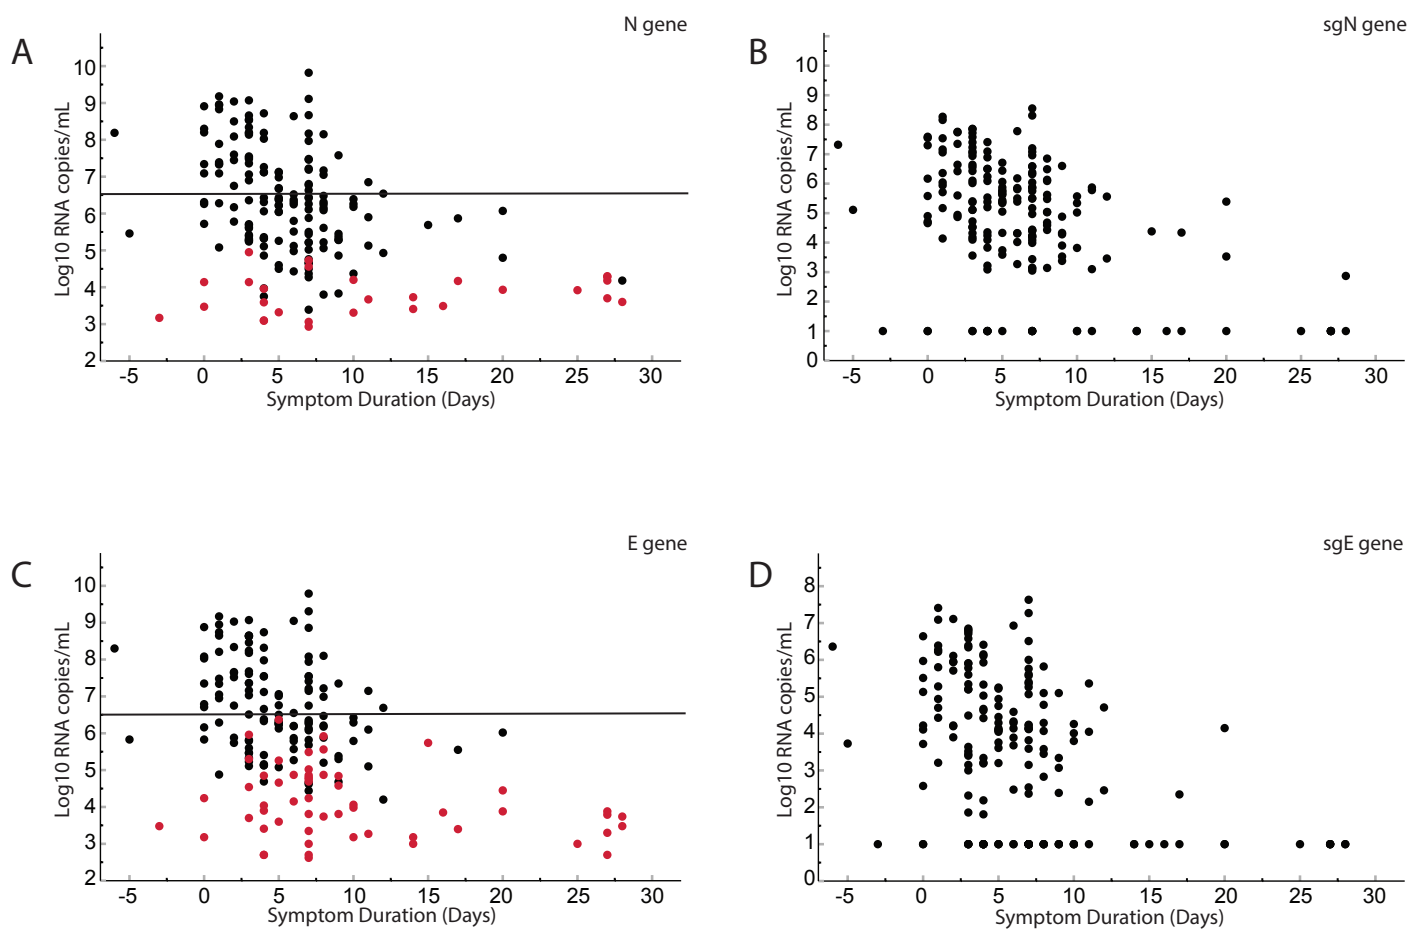 N gene
A
Log10 RNA copies/mL
10
9
8
7
6
5
4
3
2
-5 0 5 10 15 20 25 30
Symptom Duration (Days)
sgN gene
B
Log10 RNA copies/mL
10
9
8
7
6
5
4
3
2
1
0
-5 0 5 10 15 20 25 30
Symptom Duration (Days)
E gene
C
Log10 RNA copies/mL
10
9
8
7
6
5
4
3
2
-5 0 5 10 15 20 25 30
Symptom Duration (Days)
sgE gene
D
Log10 RNA copies/mL
8
7
6
5
4
3
2
1
0
-5 0 5 10 15 20 25 30
Symptom Duration (Days)